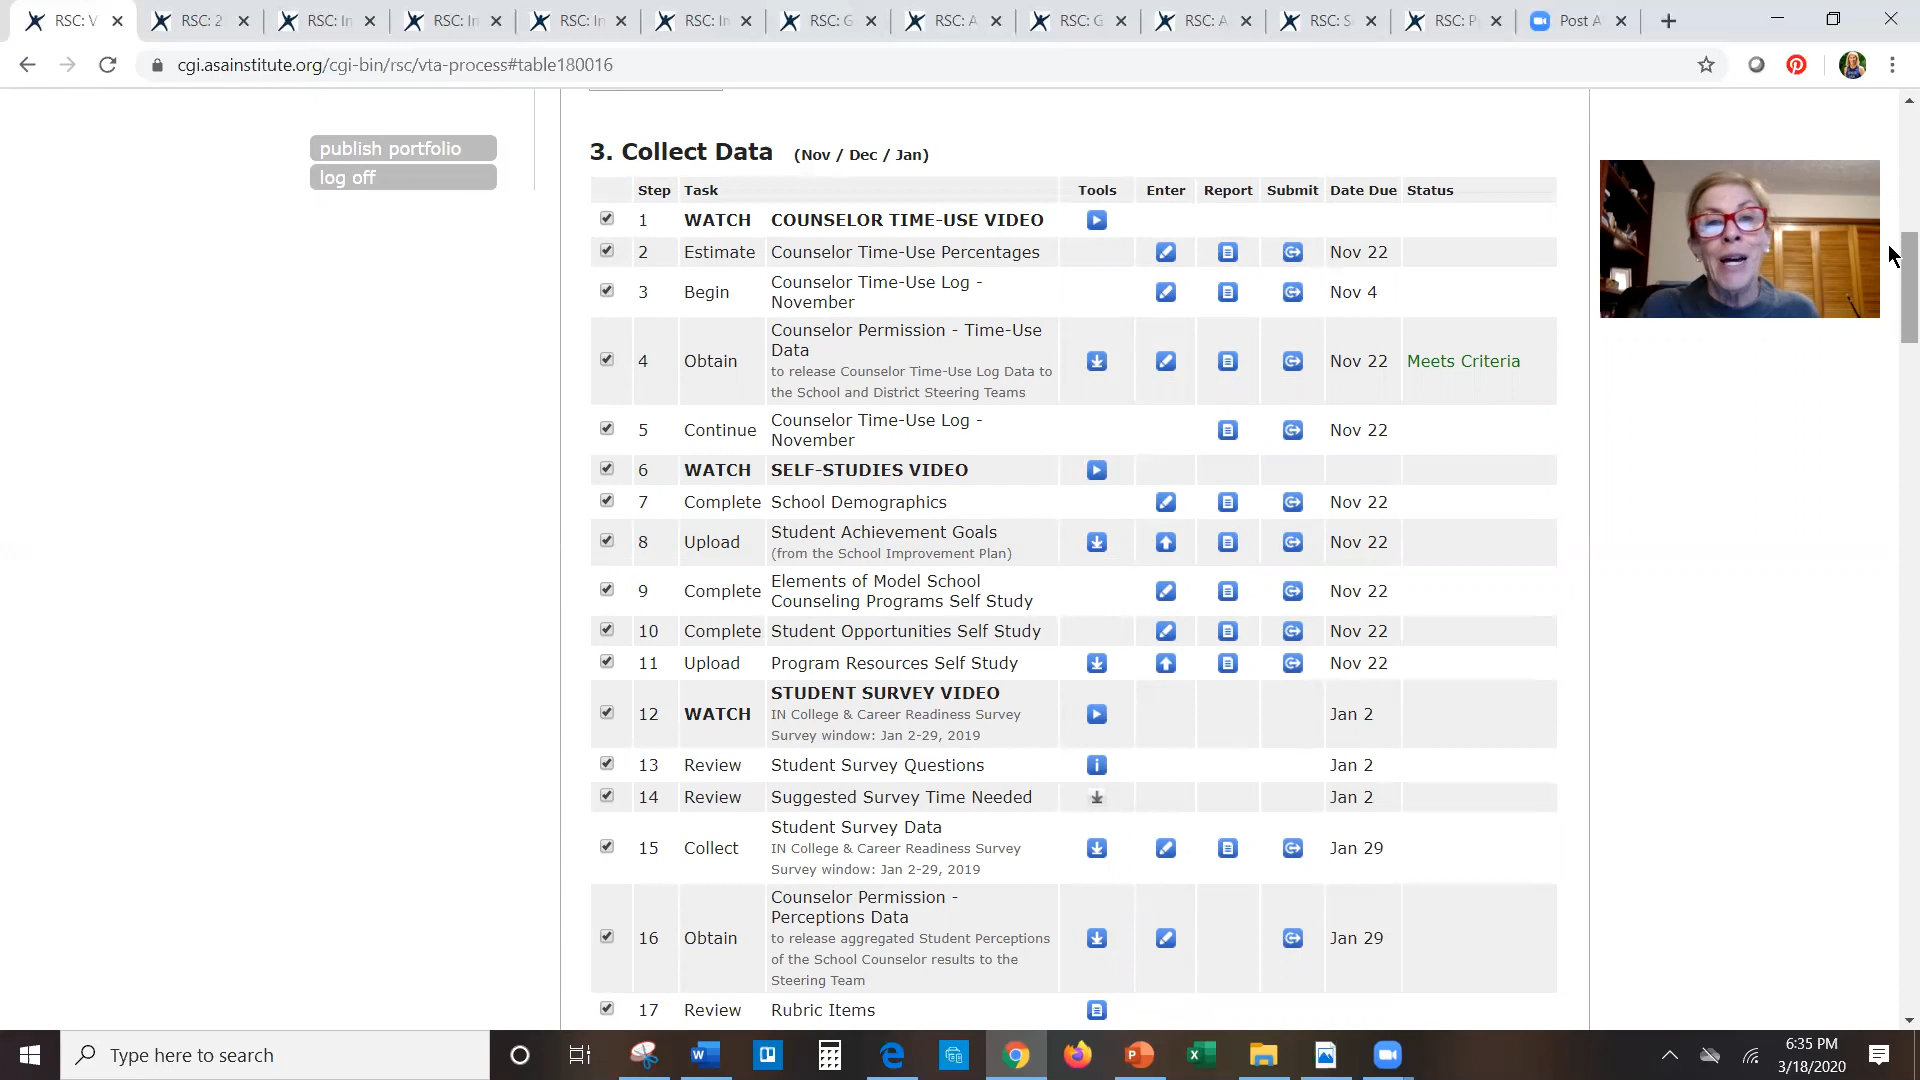 RSC: V
RSC: 2
RSC: In
RSC: In
RSC: In
RSC: In
RSC: G
RSC: A
RSC: G
RSC: A
RSC: S
RSC: P
Post A
cgi.asainstitute.org/cgi-bin/rsc/vta-process#table180016
publish portfolio
log off
3. Collect Data (Nov / Dec / Jan)
Step Task Tools Enter Report Submit Date Due Status
1 WATCH COUNSELOR TIME-USE VIDEO
2 Estimate Counselor Time-Use Percentages Nov 22
3 Begin Counselor Time-Use Log -
November Nov 4
4 Obtain Counselor Permission - Time-Use
Data
to release Counselor Time-Use Log Data to
the School and District Steering Teams Nov 22 Meets Criteria
5 Continue Counselor Time-Use Log -
November Nov 22
6 WATCH SELF-STUDIES VIDEO
7 Complete School Demographics Nov 22
8 Upload Student Achievement Goals
(from the School Improvement Plan) Nov 22
9 Complete Elements of Model School
Counseling Programs Self Study Nov 22
10 Complete Student Opportunities Self Study Nov 22
11 Upload Program Resources Self Study Nov 22
12 WATCH STUDENT SURVEY VIDEO
IN College & Career Readiness Survey
Survey window: Jan 2-29, 2019 Jan 2
13 Review Student Survey Questions Jan 2
14 Review Suggested Survey Time Needed Jan 2
15 Collect Student Survey Data
IN College & Career Readiness Survey
Survey window: Jan 2-29, 2019 Jan 29
16 Obtain Counselor Permission -
Perceptions Data
to release aggregated Student Perceptions
of the School Counselor results to the
Steering Team Jan 29
17 Review Rubric Items
Type here to search
6:35 PM
3/18/2020